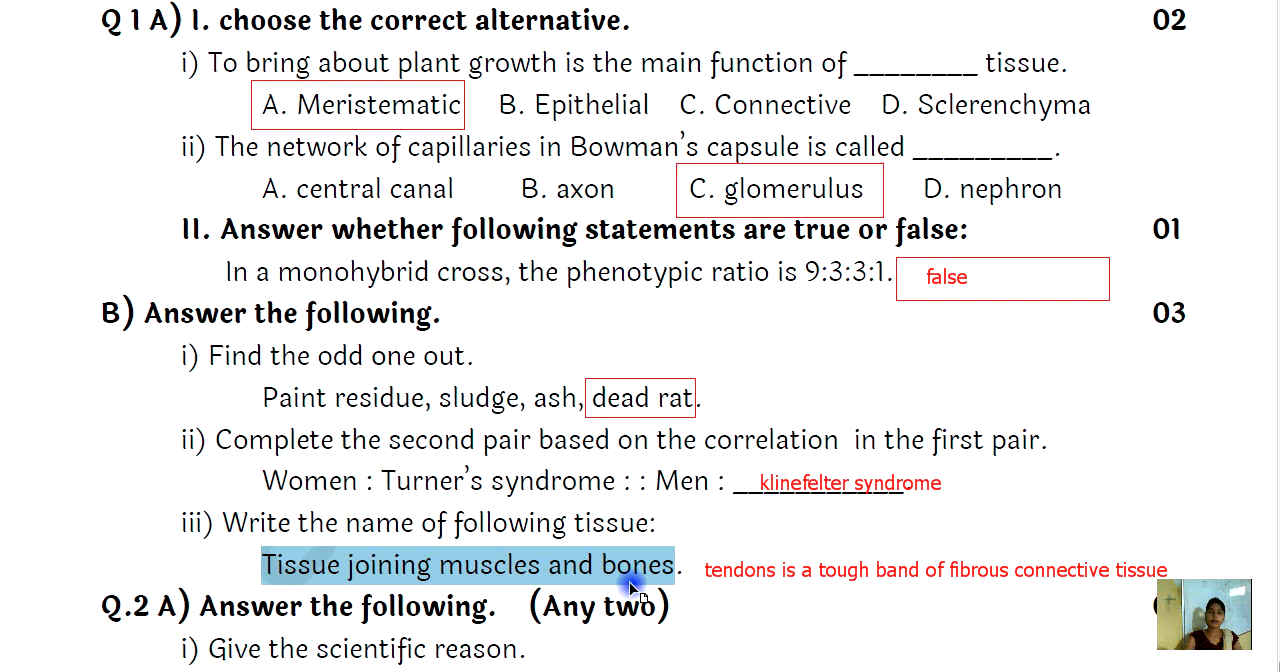 Q 1 A) I. choose the correct alternative. 02
i) To bring about plant growth is the main function of ________ tissue.
A. Meristematic B. Epithelial C. Connective D. Sclerenchyma
ii) The network of capillaries in Bowman's capsule is called _________.
A. central canal B. axon C. glomerulus D. nephron
II. Answer whether following statements are true or false: 01
In a monohybrid cross, the phenotypic ratio is 9:3:3:1. false
B) Answer the following. 03
i) Find the odd one out.
Paint residue, sludge, ash, dead rat.
ii) Complete the second pair based on the correlation in the first pair.
Women : Turner's syndrome : : Men : ___________ klinefelter syndrome
iii) Write the name of following tissue:
Tissue joining muscles and bones. tendons is a tough band of fibrous connective tissue
Q.2 A) Answer the following. (Any two)
i) Give the scientific reason.